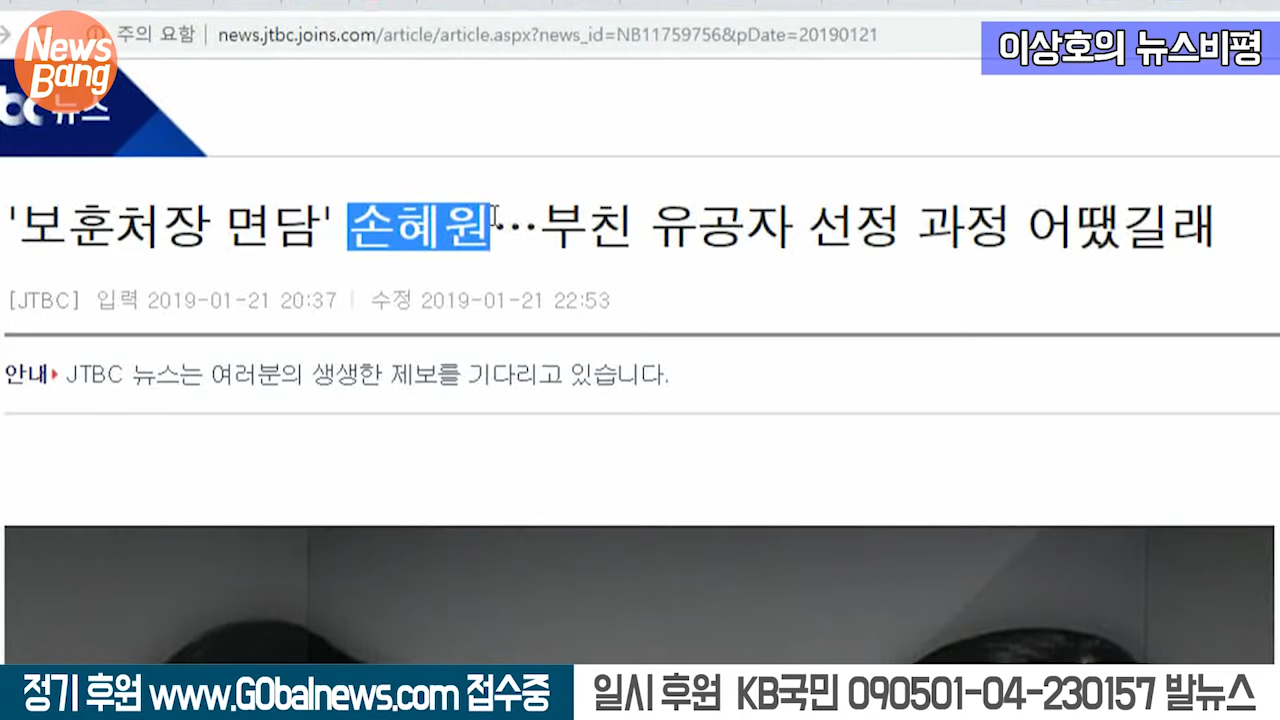 주의 요함 | news.jtbc.joins.com/article/article.aspx?news_id=NB11759756&pDate=20190121
News
Bang
이상호의 뉴스비평
bc 뉴스
'보훈처장 면담' 손혜원…부친 유공자 선정 과정 어땠길래
[JTBC] 입력 2019-01-21 20:37 | 수정 2019-01-21 22:53
안내 JTBC 뉴스는 여러분의 생생한 제보를 기다리고 있습니다.
정기 후원 www.GObalnews.com 접수중
일시 후원 KB국민 090501-04-230157 발뉴스